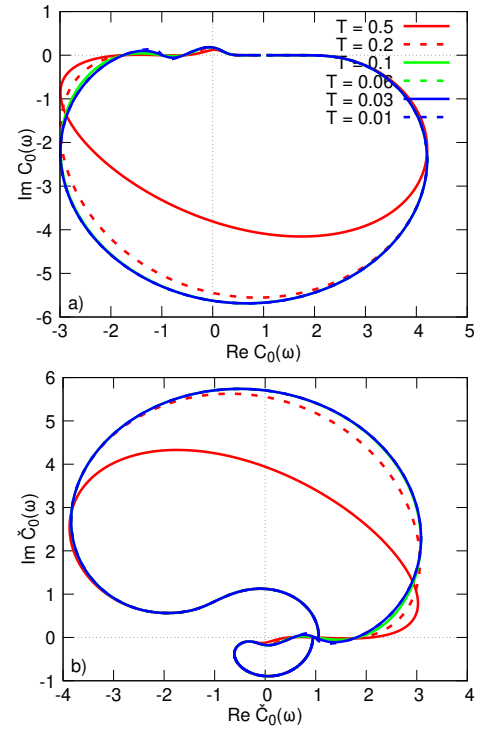 1
0
-1
-2
-3
-4
-5
-6
Im C₀(ω)
T = 0.5
T = 0.2
T = 0.1
T = 0.06
T = 0.03
T = 0.01
a)
-3 -2 -1 0 1 2 3 4 5
Re C₀(ω)
6
5
4
3
2
1
0
-1
Im Č₀(ω)
b)
-4 -3 -2 -1 0 1 2 3 4
Re Č₀(ω)